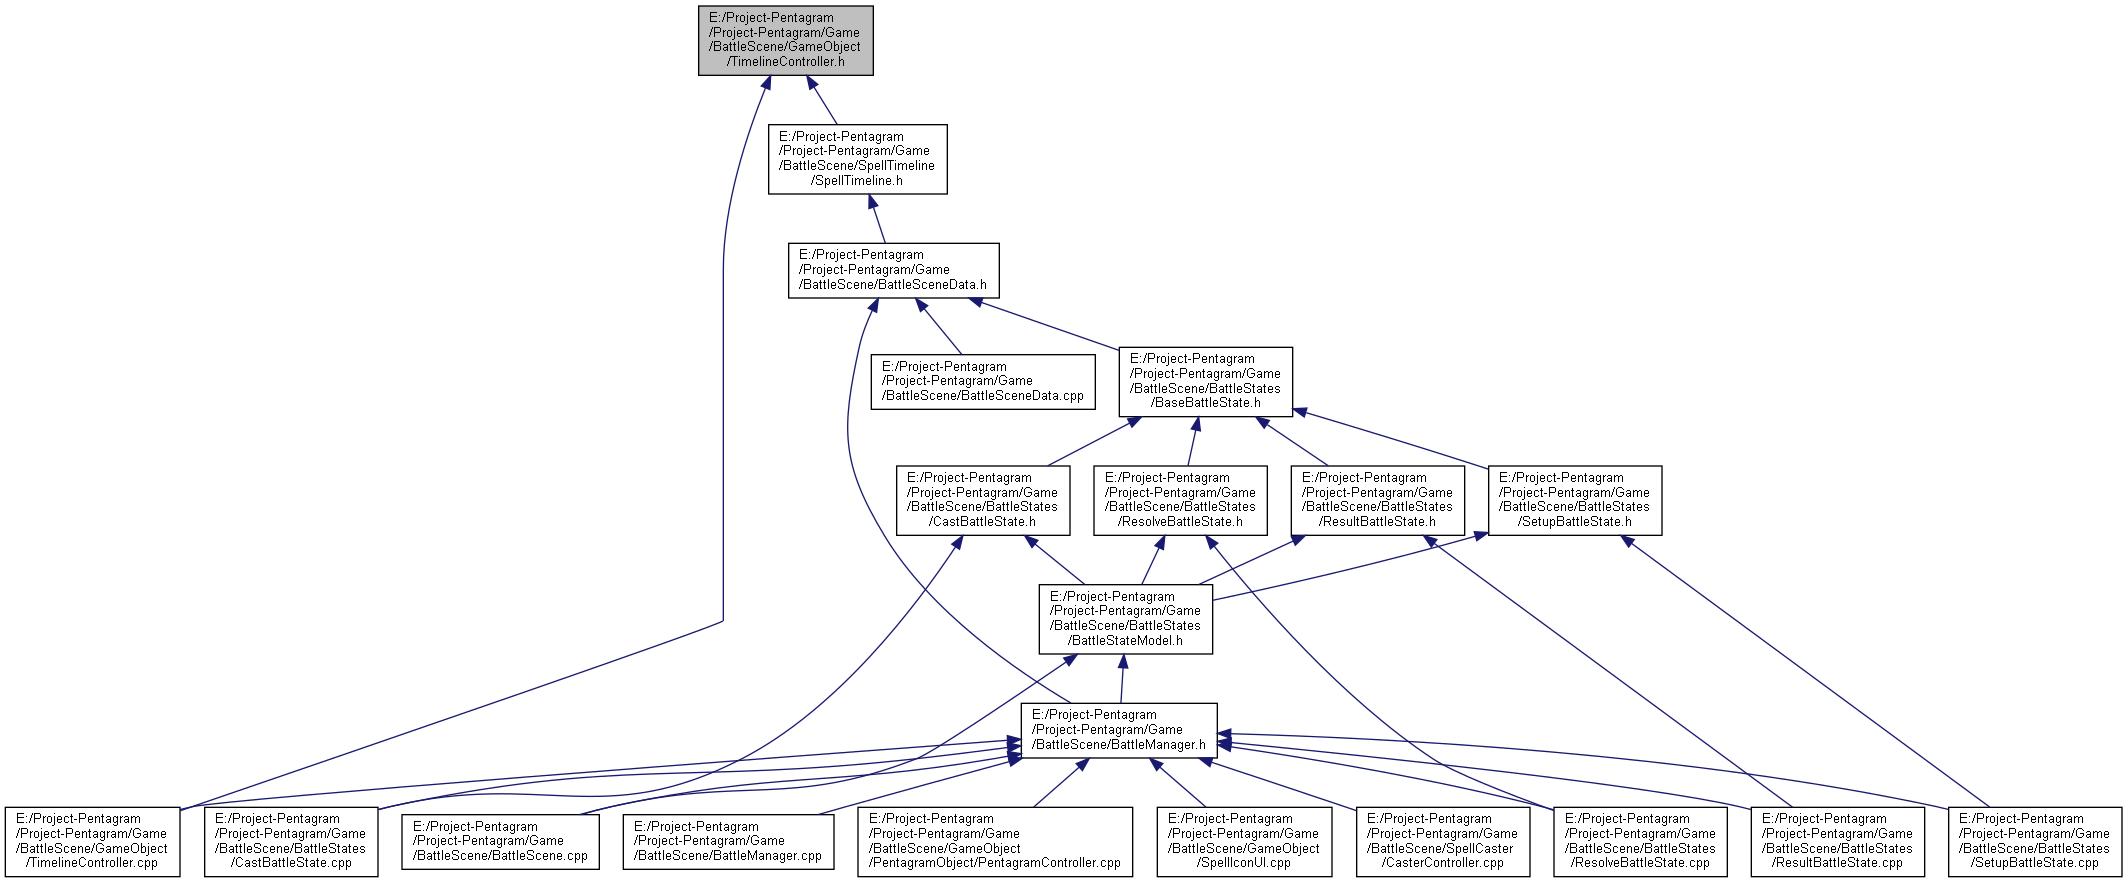 E:/Project-Pentagram
/Project-Pentagram/Game
/BattleScene/GameObject
/TimelineController.h
E:/Project-Pentagram
/Project-Pentagram/Game
/BattleScene/SpellTimeline
/SpellTimeline.h
E:/Project-Pentagram
/Project-Pentagram/Game
/BattleScene/BattleSceneData.h
E:/Project-Pentagram
/Project-Pentagram/Game
/BattleScene/BattleSceneData.cpp
E:/Project-Pentagram
/Project-Pentagram/Game
/BattleScene/BattleStates
/BaseBattleState.h
E:/Project-Pentagram
/Project-Pentagram/Game
/BattleScene/BattleStates
/CastBattleState.h
E:/Project-Pentagram
/Project-Pentagram/Game
/BattleScene/BattleStates
/ResolveBattleState.h
E:/Project-Pentagram
/Project-Pentagram/Game
/BattleScene/BattleStates
/ResultBattleState.h
E:/Project-Pentagram
/Project-Pentagram/Game
/BattleScene/BattleStates
/SetupBattleState.h
E:/Project-Pentagram
/Project-Pentagram/Game
/BattleScene/BattleStates
/BattleStateModel.h
E:/Project-Pentagram
/Project-Pentagram/Game
/BattleScene/BattleManager.h
E:/Project-Pentagram
/Project-Pentagram/Game
/BattleScene/GameObject
/TimelineController.cpp
E:/Project-Pentagram
/Project-Pentagram/Game
/BattleScene/BattleStates
/CastBattleState.cpp
E:/Project-Pentagram
/Project-Pentagram/Game
/BattleScene/BattleScene.cpp
E:/Project-Pentagram
/Project-Pentagram/Game
/BattleScene/BattleManager.cpp
E:/Project-Pentagram
/Project-Pentagram/Game
/BattleScene/GameObject
/PentagramObject/PentagramController.cpp
E:/Project-Pentagram
/Project-Pentagram/Game
/BattleScene/GameObject
/SpellIconUI.cpp
E:/Project-Pentagram
/Project-Pentagram/Game
/BattleScene/SpellCaster
/CasterController.cpp
E:/Project-Pentagram
/Project-Pentagram/Game
/BattleScene/BattleStates
/ResolveBattleState.cpp
E:/Project-Pentagram
/Project-Pentagram/Game
/BattleScene/BattleStates
/ResultBattleState.cpp
E:/Project-Pentagram
/Project-Pentagram/Game
/BattleScene/BattleStates
/SetupBattleState.cpp